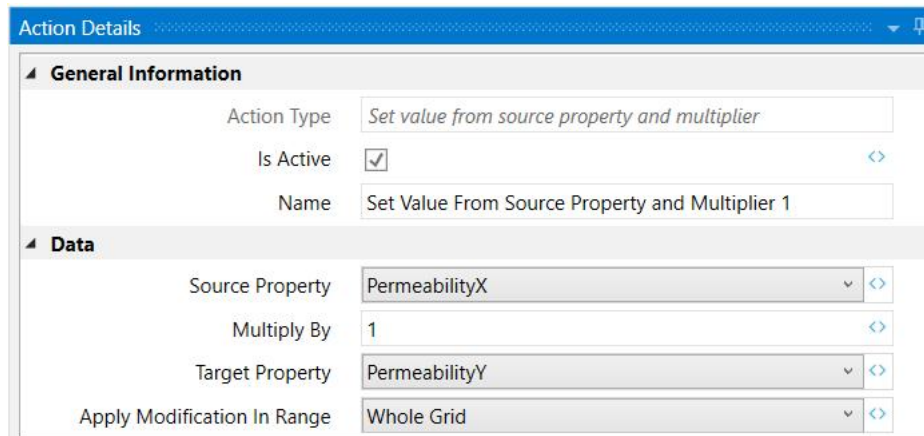 Action Details
General Information
Action Type Set value from source property and multiplier
Is Active
Name Set Value From Source Property and Multiplier 1
Data
Source Property PermeabilityX
Multiply By 1
Target Property PermeabilityY
Apply Modification In Range Whole Grid